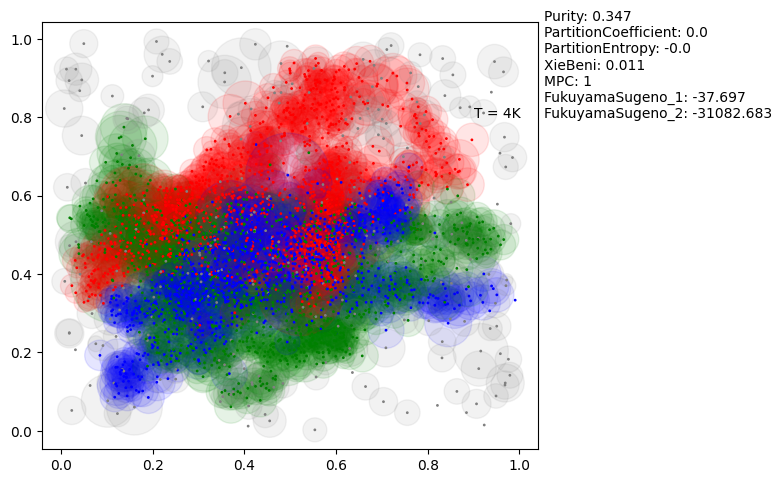 Purity: 0.347
PartitionCoefficient: 0.0
PartitionEntropy: -0.0
XieBeni: 0.011
MPC: 1
FukuyamaSugeno_1: -37.697
FukuyamaSugeno_2: -31082.683
T = 4K
1.0
0.8
0.6
0.4
0.2
0.0
0.0 0.2 0.4 0.6 0.8 1.0